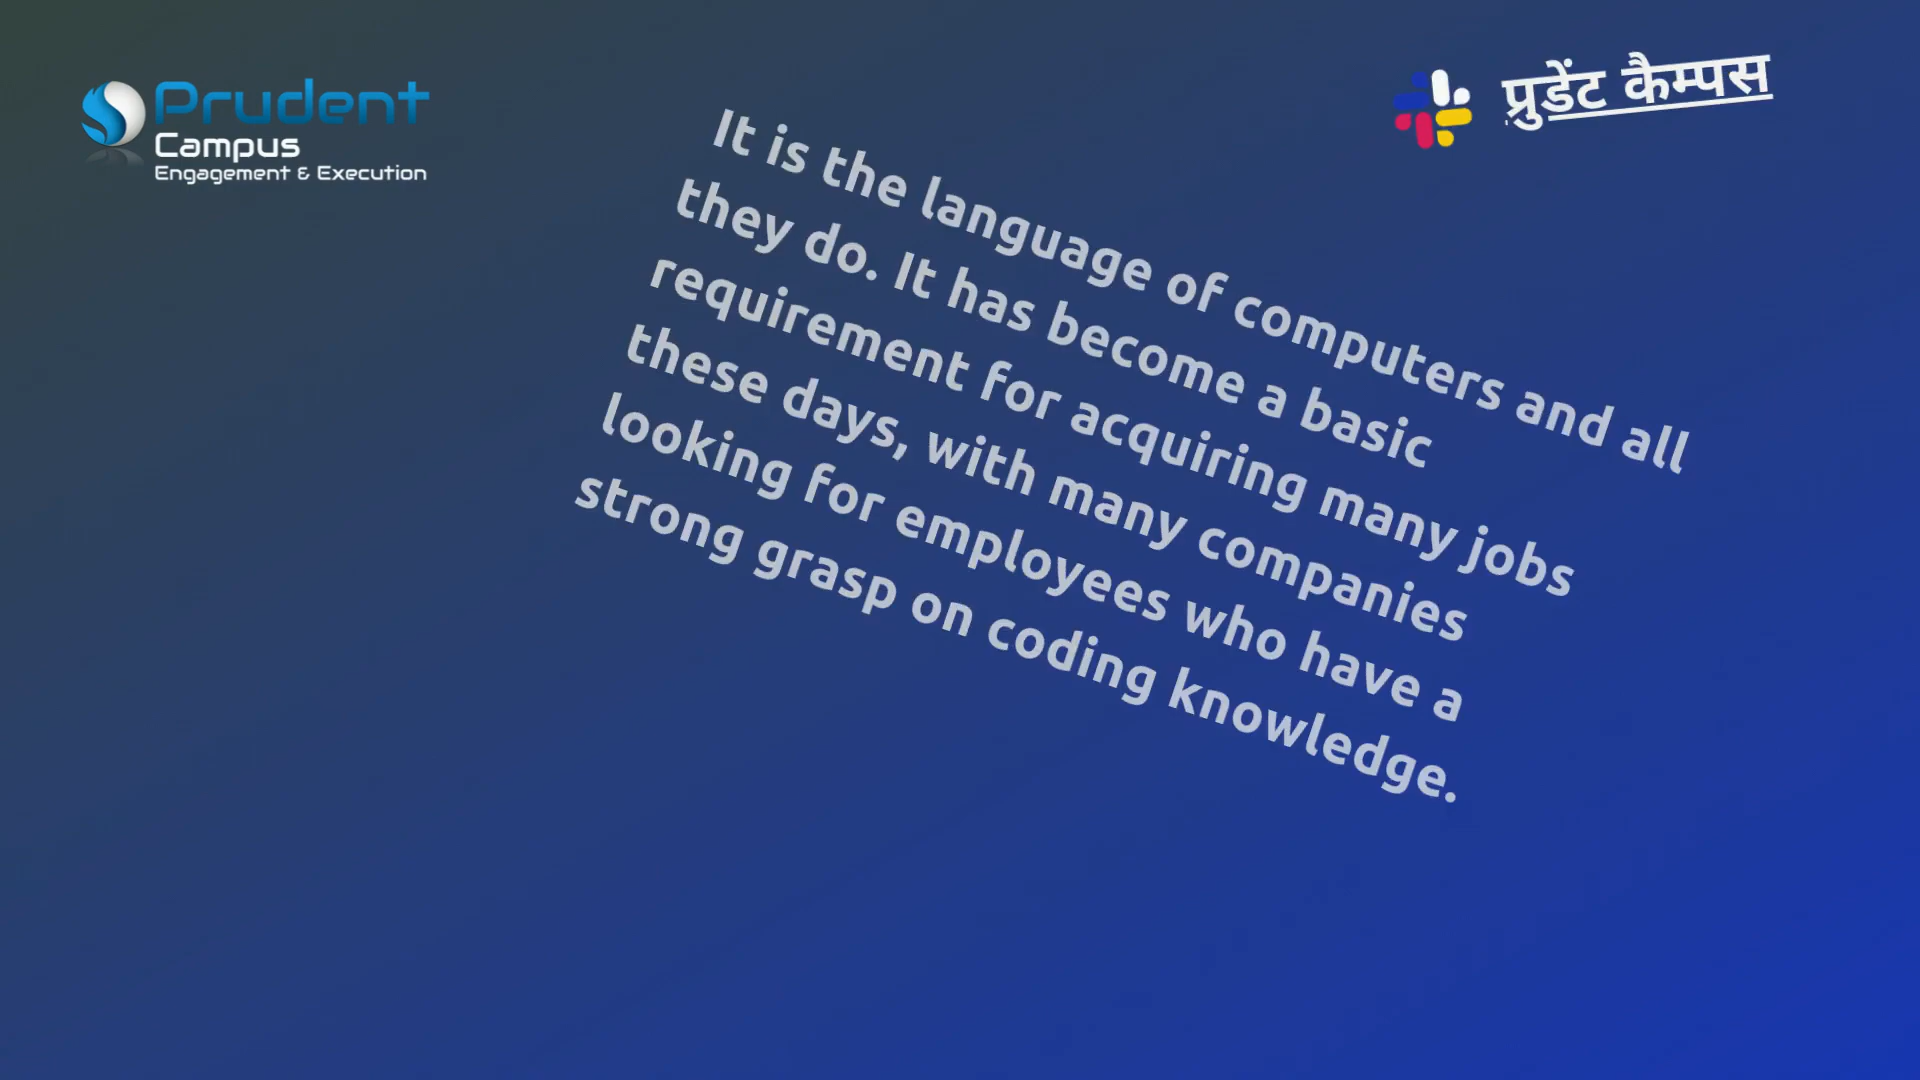 Prudent
Campus
Engagement & Execution
प्रुडेंट कैम्पस
It is the language of computers and all
they do. It has become a basic
requirement for acquiring many jobs
these days, with many companies
looking for employees who have a
strong grasp on coding knowledge.